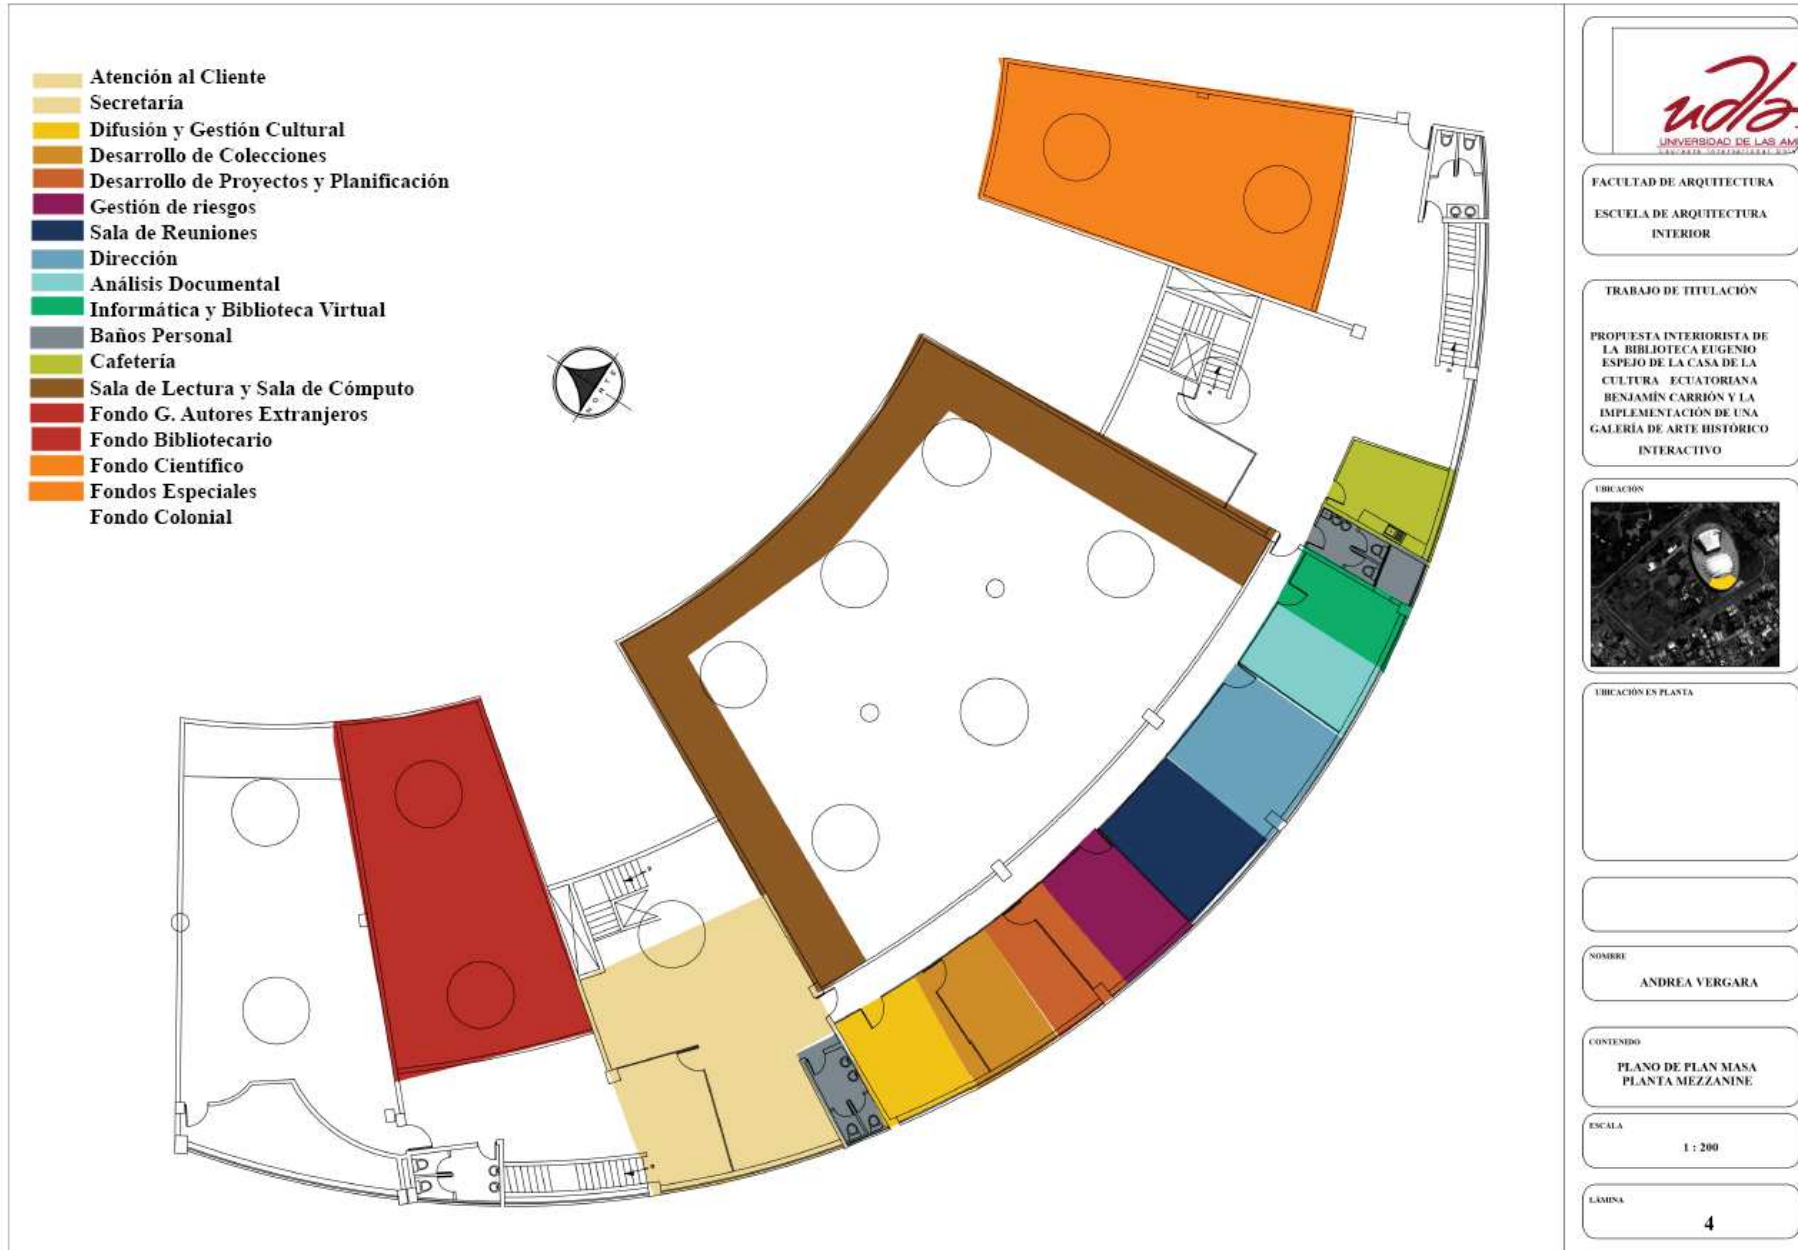 Atención al Cliente
Secretaría
Difusión y Gestión Cultural
Desarrollo de Colecciones
Desarrollo de Proyectos y Planificación
Gestión de riesgos
Sala de Reuniones
Dirección
Análisis Documental
Informática y Biblioteca Virtual
Baños Personal
Cafetería
Sala de Lectura y Sala de Cómputo
Fondo G. Autores Extranjeros
Fondo Bibliotecario
Fondo Científico
Fondos Especiales
Fondo Colonial
NORTE
udla
UNIVERSIDAD DE LAS AM
FACULTAD DE ARQUITECTURA
ESCUELA DE ARQUITECTURA
INTERIOR
TRABAJO DE TITULACIÓN
PROPUESTA INTERIORISTA DE
LA BIBLIOTECA EUGENIO
ESPEJO DE LA CASA DE LA
CULTURA ECUATORIANA
BENJAMÍN CARRIÓN Y LA
IMPLEMENTACIÓN DE UNA
GALERÍA DE ARTE HISTÓRICO
INTERACTIVO
UBICACIÓN
UBICACIÓN EN PLANTA
NOMBRE
ANDREA VERGARA
CONTENIDO
PLANO DE PLAN MASA
PLANTA MEZZANINE
ESCALA
1 : 200
LÁMINA
4